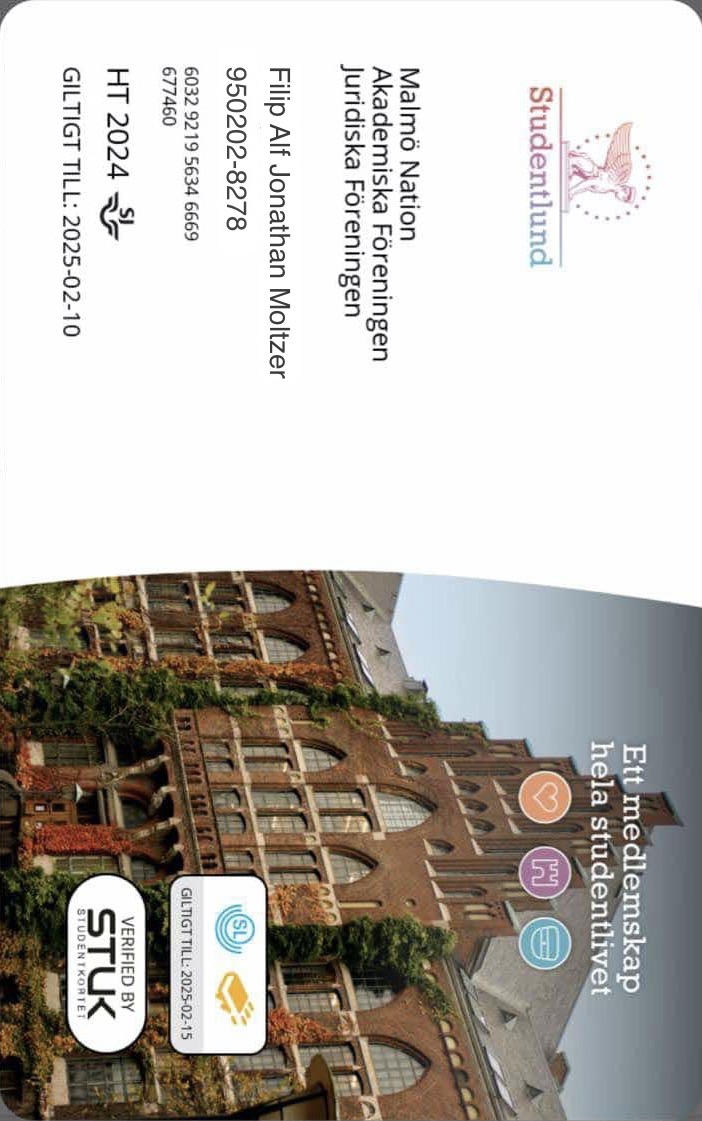 Studentlund
Malmö Nation
Akademiska Föreningen
Juridiska Föreningen
Filip Alf Jonathan Moltzer
950202-8278
6032 9219 5634 6669
677460
HT 2024 SJ
GILTIGT TILL: 2025-02-10
Ett medlemskap
hela studentlivet
SL
GILTIGT TILL: 2025-02-15
VERIFIED BY
STUK
STUDENTKORTET